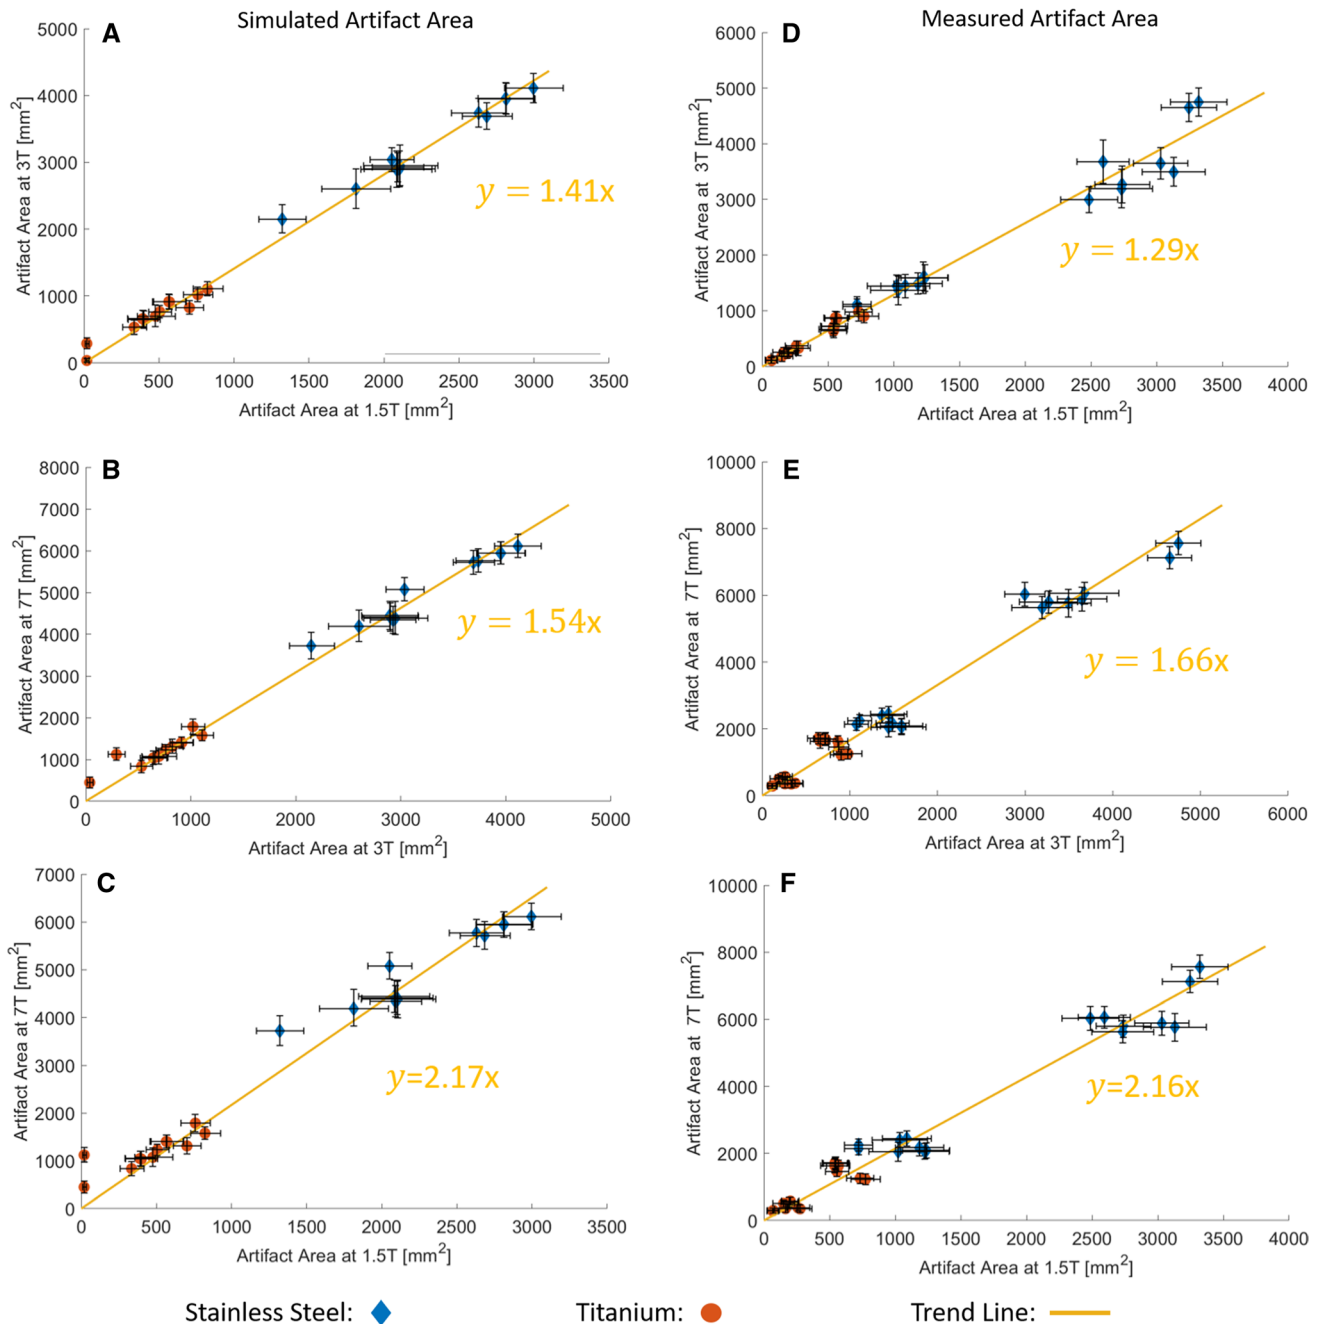 Simulated Artifact Area
Measured Artifact Area
A
5000
4000
3000
2000
1000
0
Artifact Area at 3T [mm2]
y = 1.41x
0 500 1000 1500 2000 2500 3000 3500
Artifact Area at 1.5T [mm2]
D
6000
5000
4000
3000
2000
1000
0
Artifact Area at 3T [mm2]
y = 1.29x
0 500 1000 1500 2000 2500 3000 3500 4000
Artifact Area at 1.5T [mm2]
B
8000
7000
6000
5000
4000
3000
2000
1000
0
Artifact Area at 7T [mm2]
y = 1.54x
0 1000 2000 3000 4000 5000
Artifact Area at 3T [mm2]
E
10000
8000
6000
4000
2000
0
Artifact Area at 7T [mm2]
y = 1.66x
0 1000 2000 3000 4000 5000 6000
Artifact Area at 3T [mm2]
C
7000
6000
5000
4000
3000
2000
1000
0
Artifact Area at 7T [mm2]
y=2.17x
0 500 1000 1500 2000 2500 3000 3500
Artifact Area at 1.5T [mm2]
F
10000
8000
6000
4000
2000
0
Artifact Area at 7T [mm2]
y=2.16x
0 500 1000 1500 2000 2500 3000 3500 4000
Artifact Area at 1.5T [mm2]
Stainless Steel: Titanium: Trend Line: